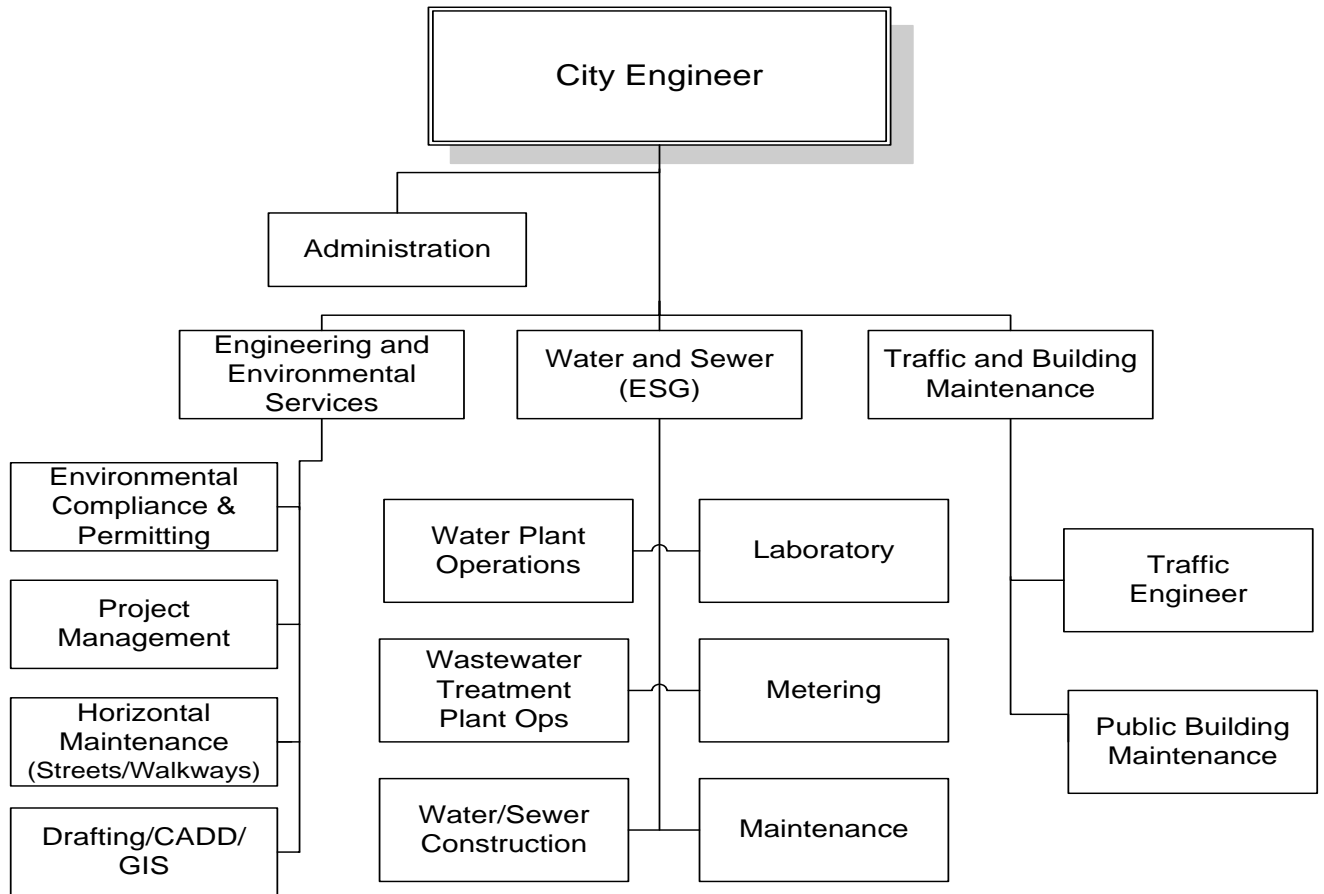 City Engineer
Administration
Engineering and
Environmental
Services
Water and Sewer
(ESG)
Traffic and Building
Maintenance
Environmental
Compliance &
Permitting
Project
Management
Horizontal
Maintenance
(Streets/Walkways)
Drafting/CADD/
GIS
Water Plant
Operations
Laboratory
Wastewater
Treatment
Plant Ops
Metering
Water/Sewer
Construction
Maintenance
Traffic
Engineer
Public Building
Maintenance